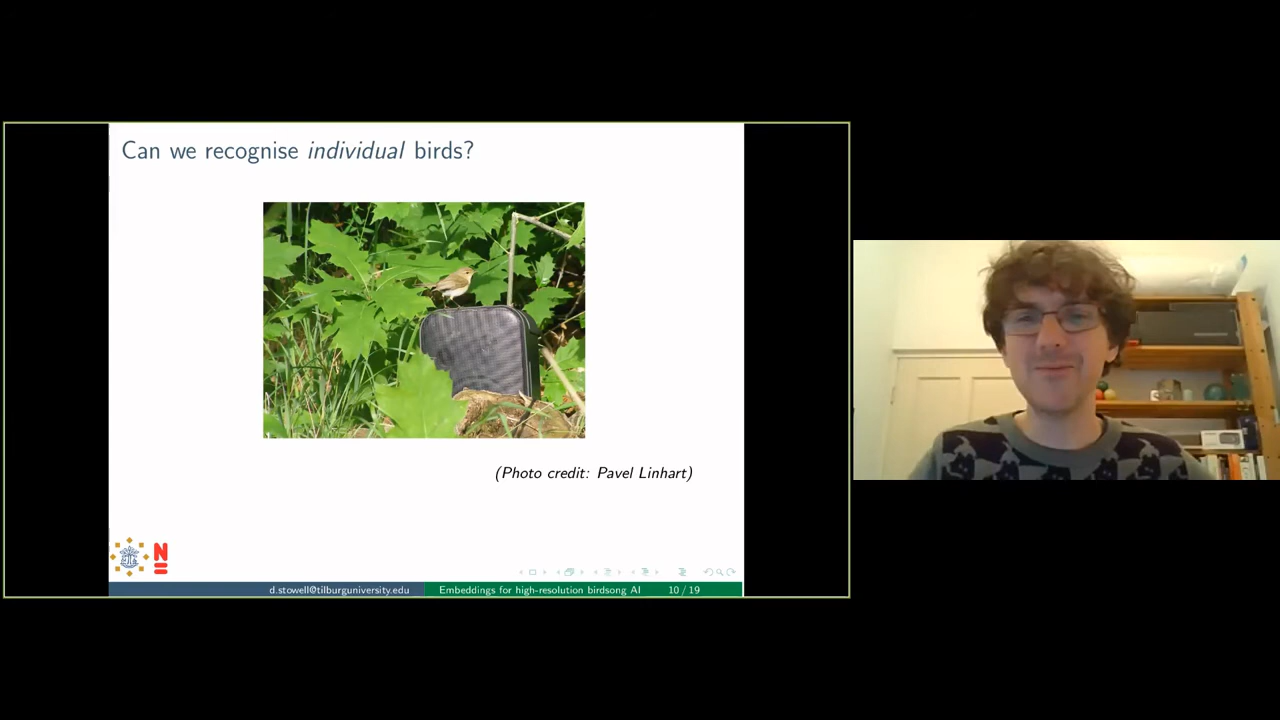 Can we recognise individual birds?
(Photo credit: Pavel Linhart)
N
d.stowell@tilburguniversity.edu Embeddings for high-resolution birdsong AI 10 / 19